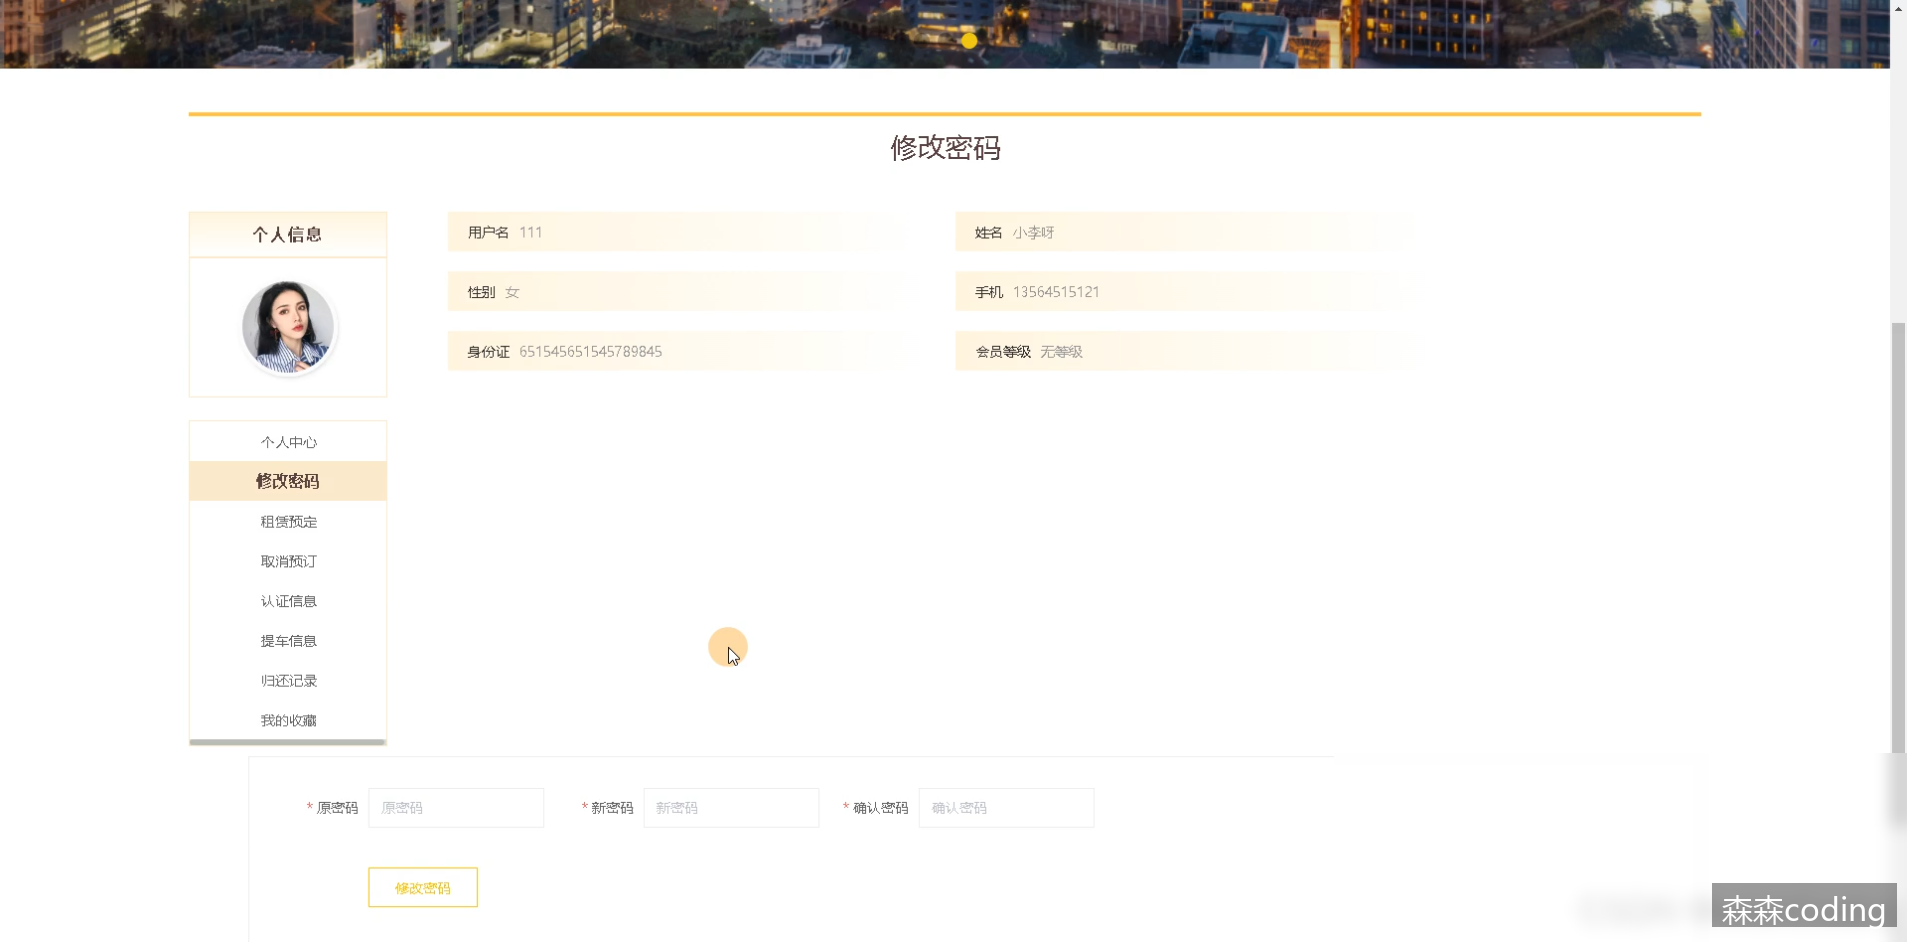 修改密码
个人信息
用户名 111
姓名 小李呀
性别 女
手机 13564515121
身份证 651545651545789845
会员等级 无等级
个人中心
修改密码
租赁预定
取消预订
认证信息
提车信息
归还记录
我的收藏
* 原密码 原密码
* 新密码 新密码
* 确认密码 确认密码
修改密码
森森coding